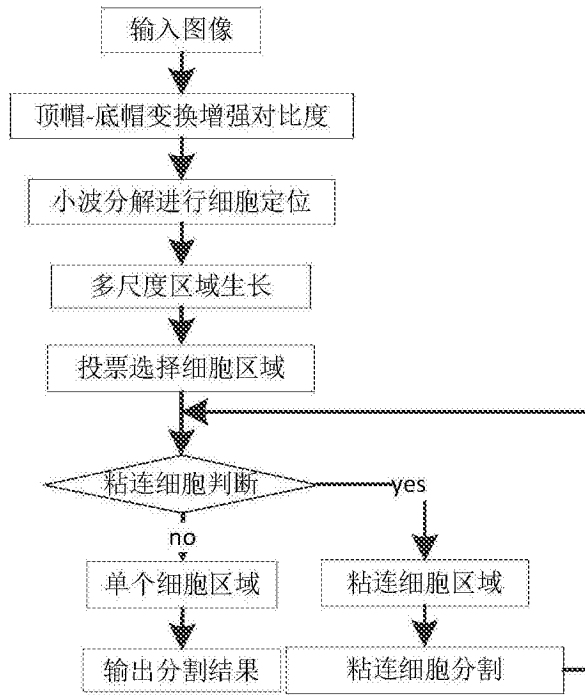 输入图像
顶帽-底帽变换增强对比度
小波分解进行细胞定位
多尺度区域生长
投票选择细胞区域
粘连细胞判断
yes
no
单个细胞区域
粘连细胞区域
输出分割结果
粘连细胞分割